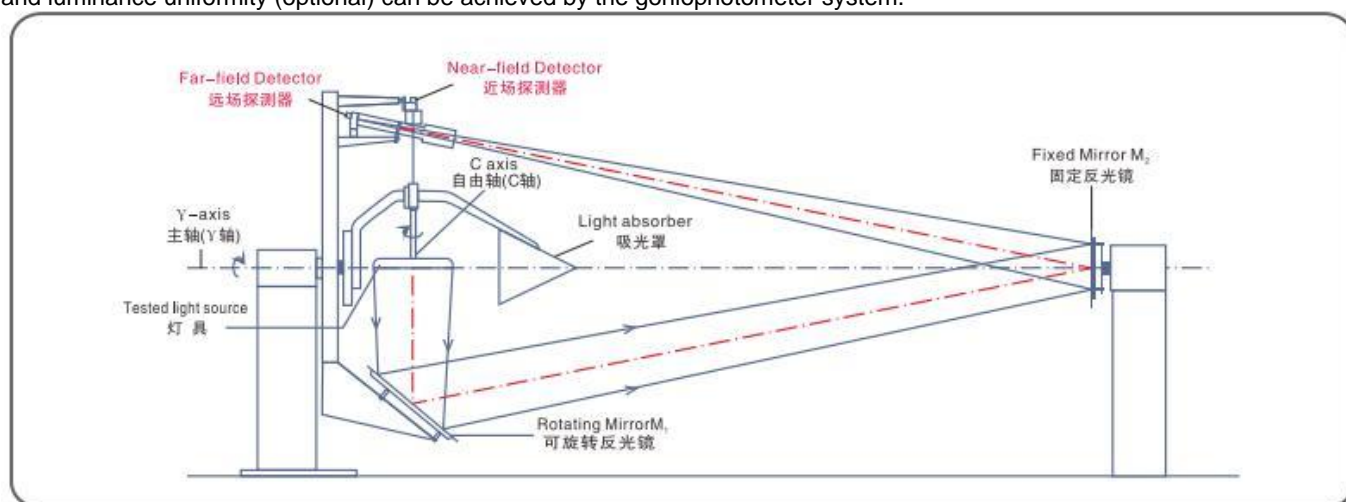 and luminance uniformity (optional) can be achieved by the goniophotometer system.
Far-field Detector
远场探测器
Near-field Detector
近场探测器
C axis
自由轴(C轴)
Fixed Mirror M₂
固定反光镜
γ-axis
主轴(γ轴)
Light absorber
吸光罩
Tested light source
灯具
Rotating MirrorM₁
可旋转反光镜